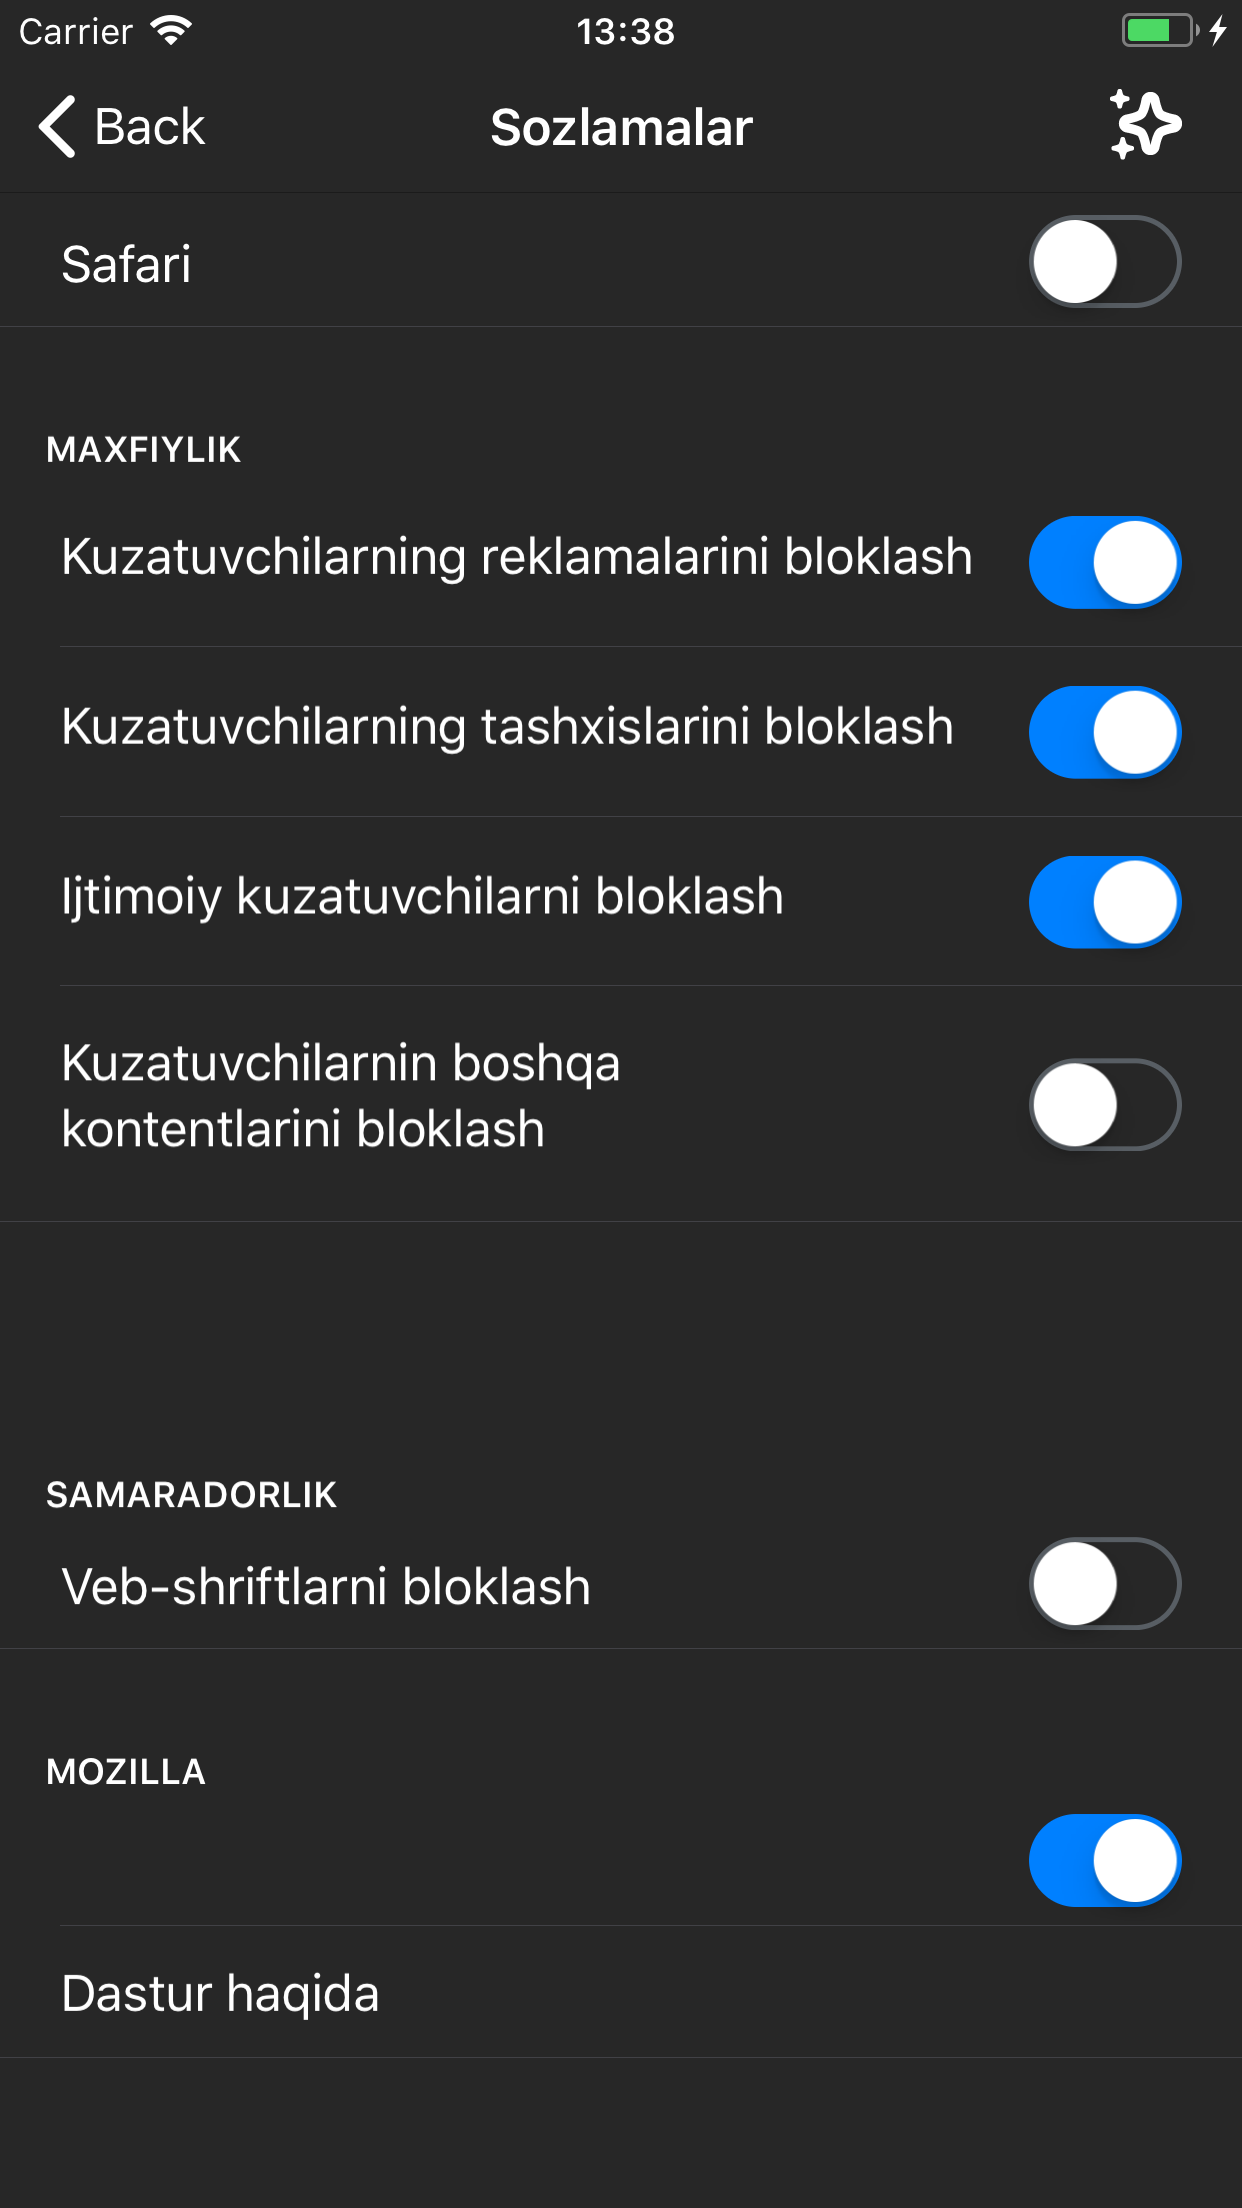 Carrier
13:38
Back
Sozlamalar
Safari
MAXFIYLIK
Kuzatuvchilarning reklamalarini bloklash
Kuzatuvchilarning tashxislarini bloklash
Ijtimoiy kuzatuvchilarni bloklash
Kuzatuvchilarnin boshqa
kontentlarini bloklash
SAMARADORLIK
Veb-shriftlarni bloklash
MOZILLA
Dastur haqida